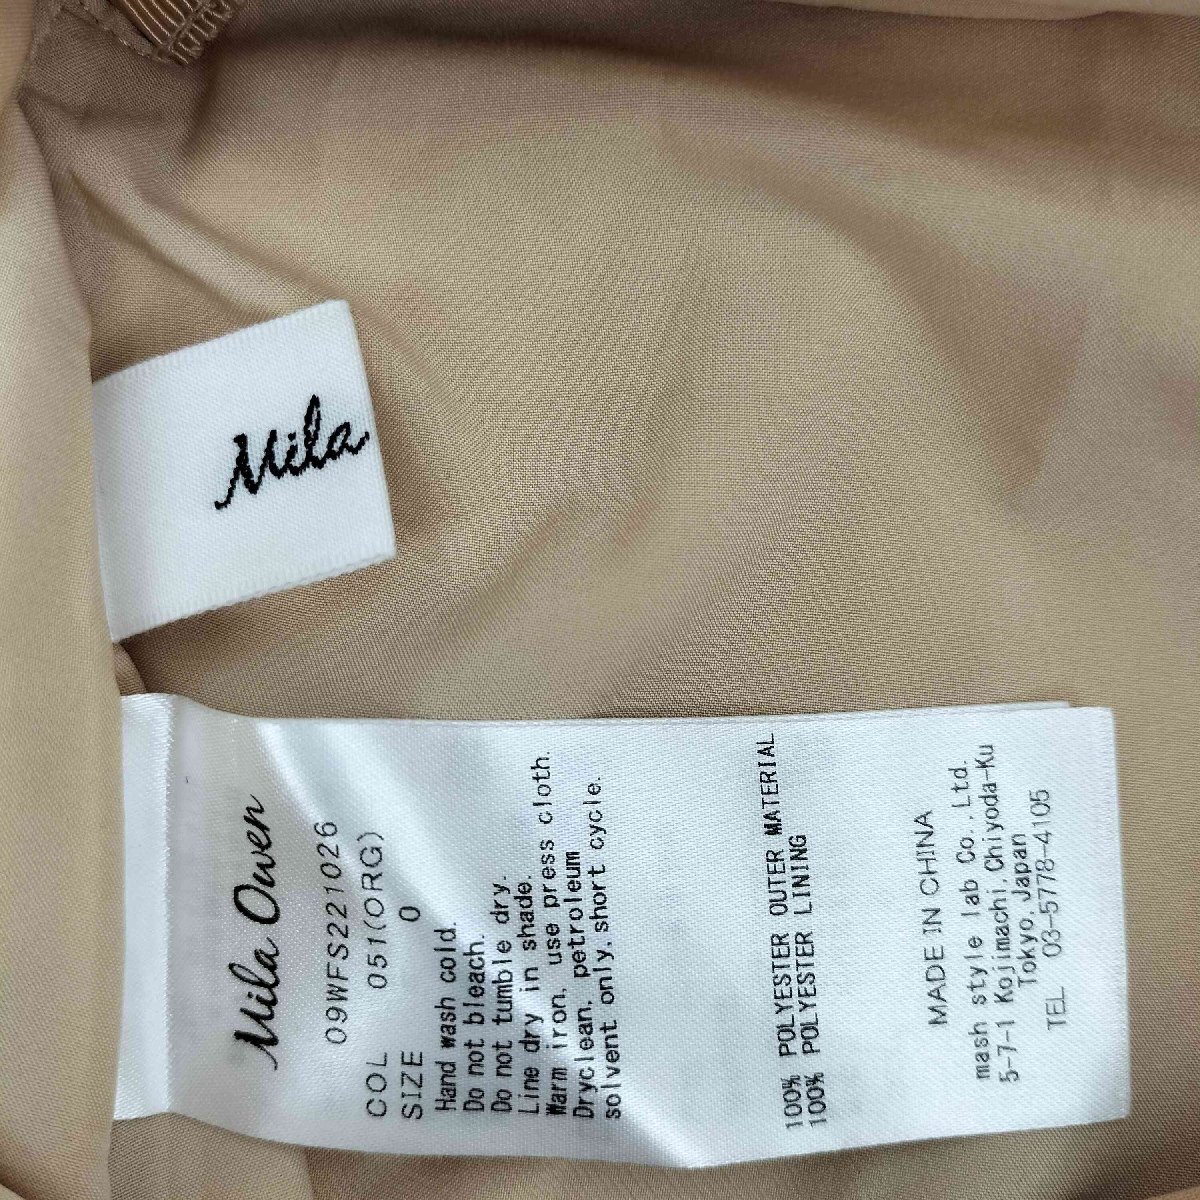 Mila
Mila Owen
09WFS221026
COL 051(ORG)
SIZE 0
Hand wash cold.
Do not bleach.
Do not tumble dry.
Line dry in shade.
Warm iron, use press cloth.
Dryclean, petroleum
solvent only, short cycle.
100% POLYESTER OUTER MATERIAL
100% POLYESTER LINING
MADE IN CHINA
mash style lab Co.,Ltd.
5-7-1 Kojimachi,Chiyoda-Ku
Tokyo,Japan
TEL 03-5778-4105